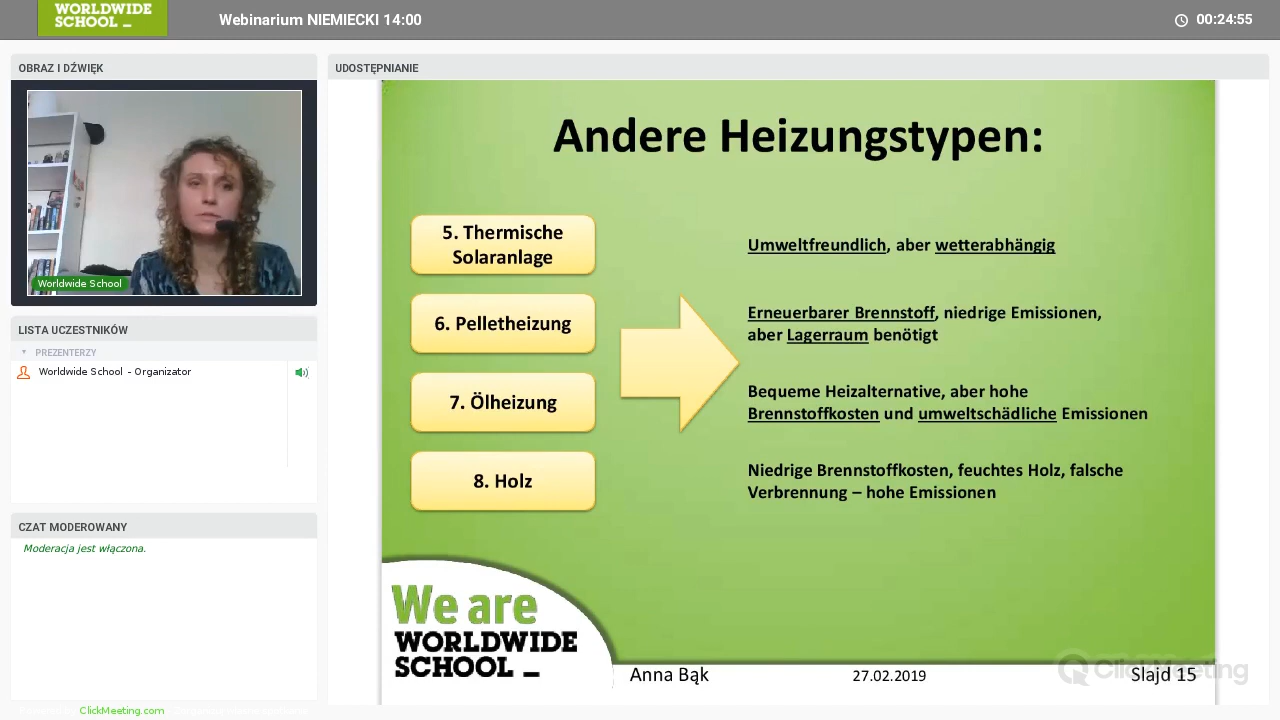 WORLDWIDE
SCHOOL
Webinarium NIEMIECKI 14:00
00:24:55
OBRAZ I DŹWIĘK
Worldwide School
LISTA UCZESTNIKÓW
PREZENTERZY
Worldwide School - Organizator
CZAT MODEROWANY
Moderacja jest włączona.
ClickMeeting.com
UDOSTĘPNIANIE
Andere Heizungstypen:
5. Thermische
Solaranlage
Umweltfreundlich, aber wetterabhängig
6. Pelletheizung
Erneuerbarer Brennstoff, niedrige Emissionen,
aber Lagerraum benötigt
7. Ölheizung
Bequeme Heizalternative, aber hohe
Brennstoffkosten und umweltschädliche Emissionen
8. Holz
Niedrige Brennstoffkosten, feuchtes Holz, falsche
Verbrennung – hohe Emissionen
We are
WORLDWIDE
SCHOOL
Anna Bąk
27.02.2019
Slajd 15
ClickMeeting